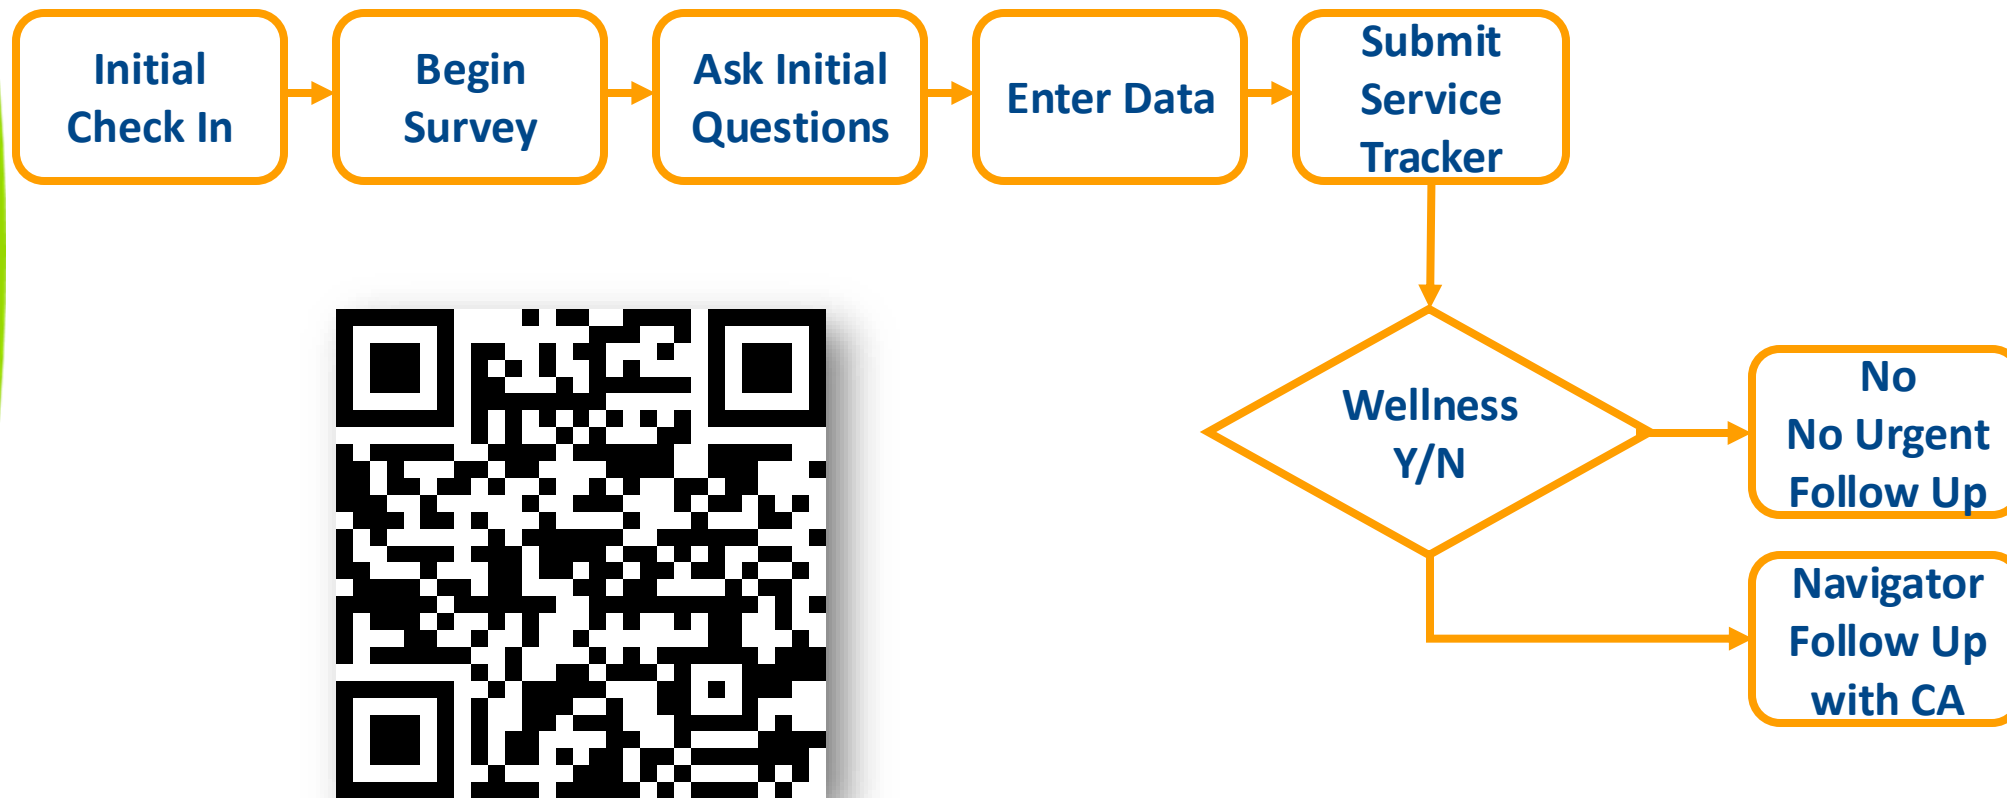 Initial
Check In
Begin
Survey
Ask Initial
Questions
Enter Data
Submit
Service
Tracker
Wellness
Y/N
No
No Urgent
Follow Up
Navigator
Follow Up
with CA